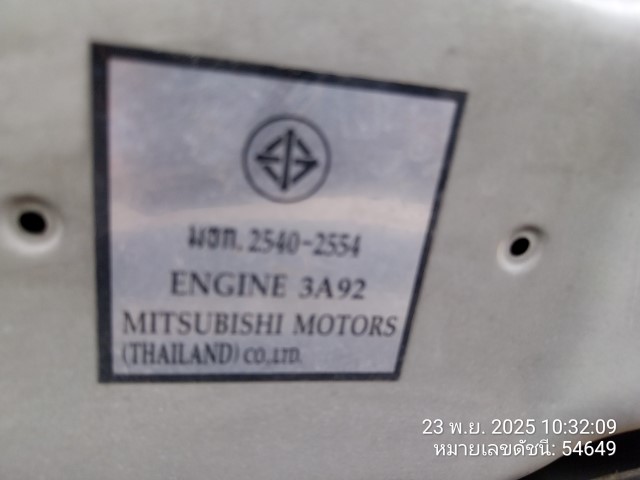 มอก. 2540-2554
ENGINE 3A92
MITSUBISHI MOTORS
(THAILAND) CO.,LTD.
23 พ.ย. 2025 10:32:09
หมายเลขดัชนี: 54649